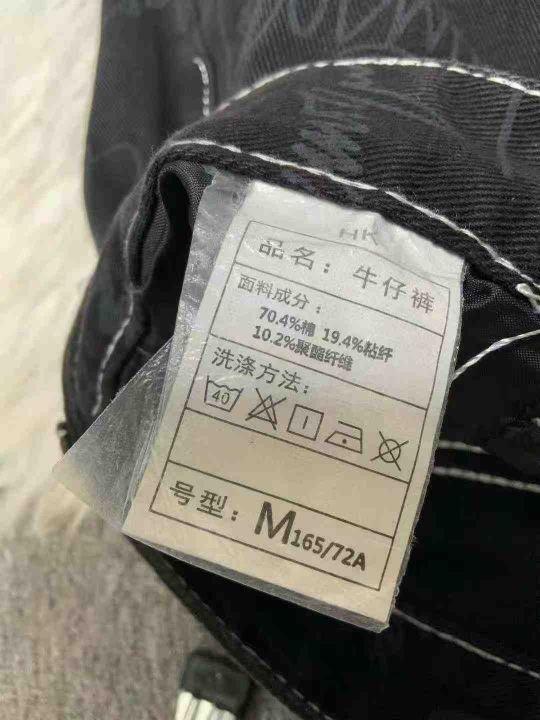 HK
品名：牛仔裤
面料成分：
70.4%棉 19.4%粘纤
10.2%聚酯纤维
洗涤方法：
40
号型：M165/72A